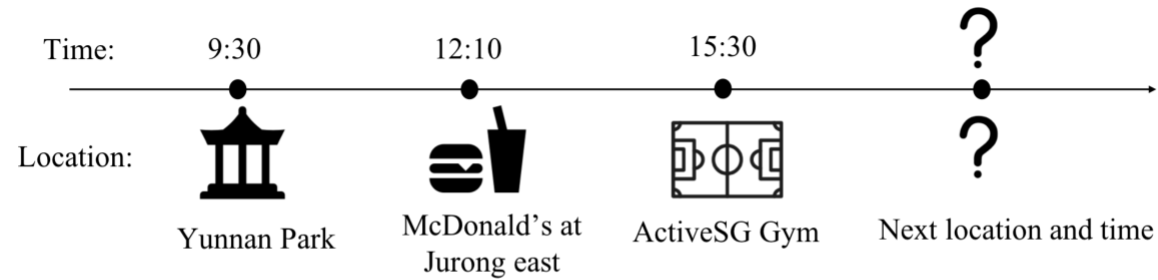 Time: 9:30 12:10 15:30 ?
Location: ?
Yunnan Park McDonald's at Jurong east ActiveSG Gym Next location and time